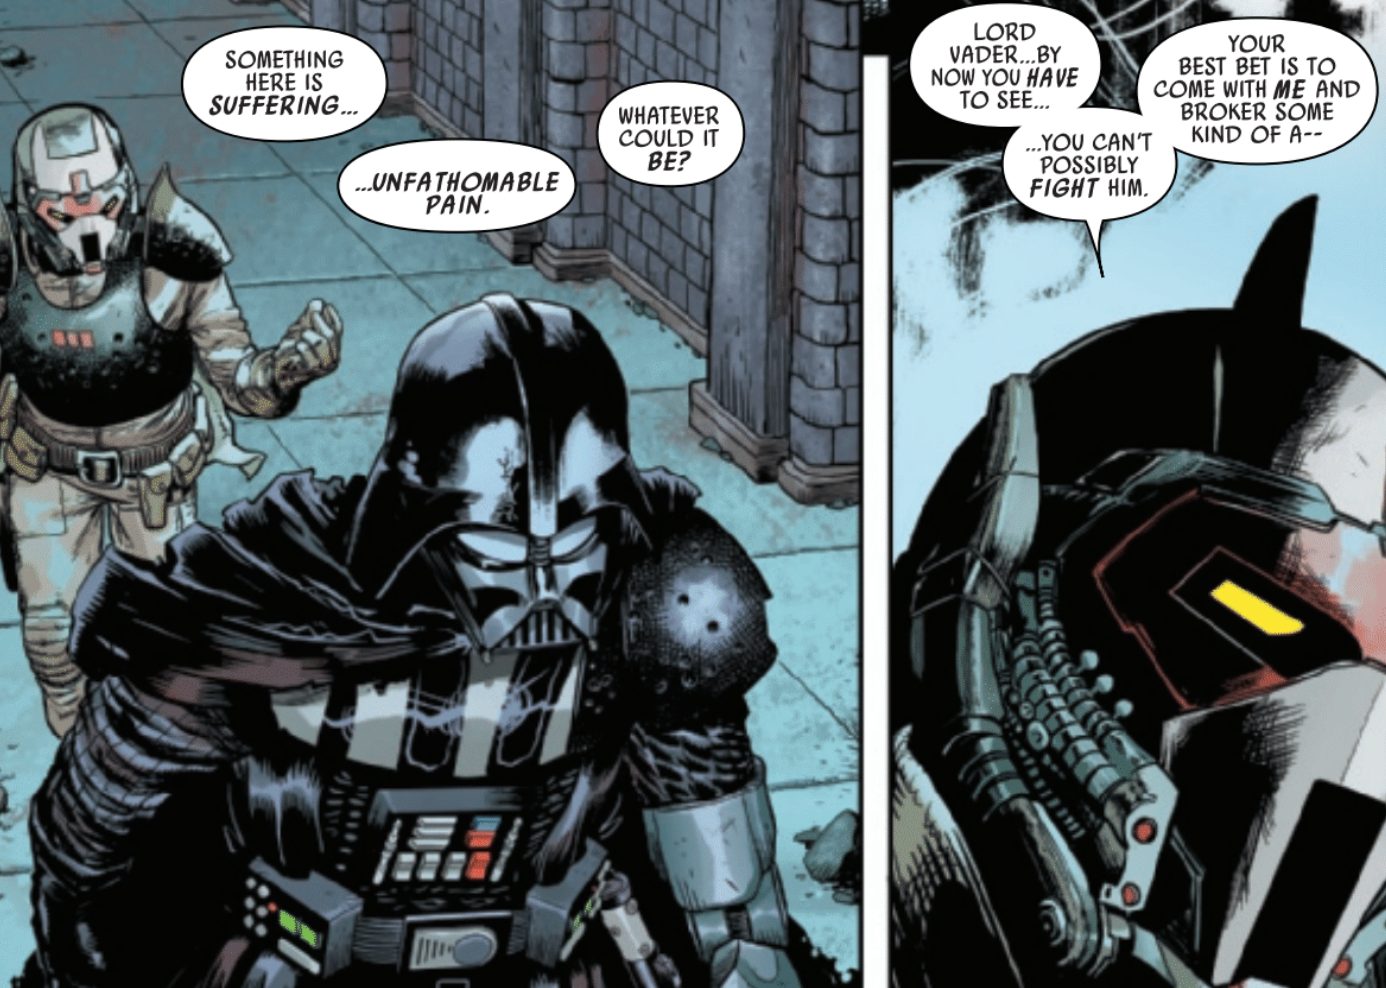 SOMETHING
HERE IS
SUFFERING...
...UNFATHOMABLE
PAIN.
WHATEVER
COULD IT
BE?
LORD
VADER...BY
NOW YOU HAVE
TO SEE...
...YOU CAN'T
POSSIBLY
FIGHT HIM.
YOUR
BEST BET IS TO
COME WITH ME AND
BROKER SOME
KIND OF A--